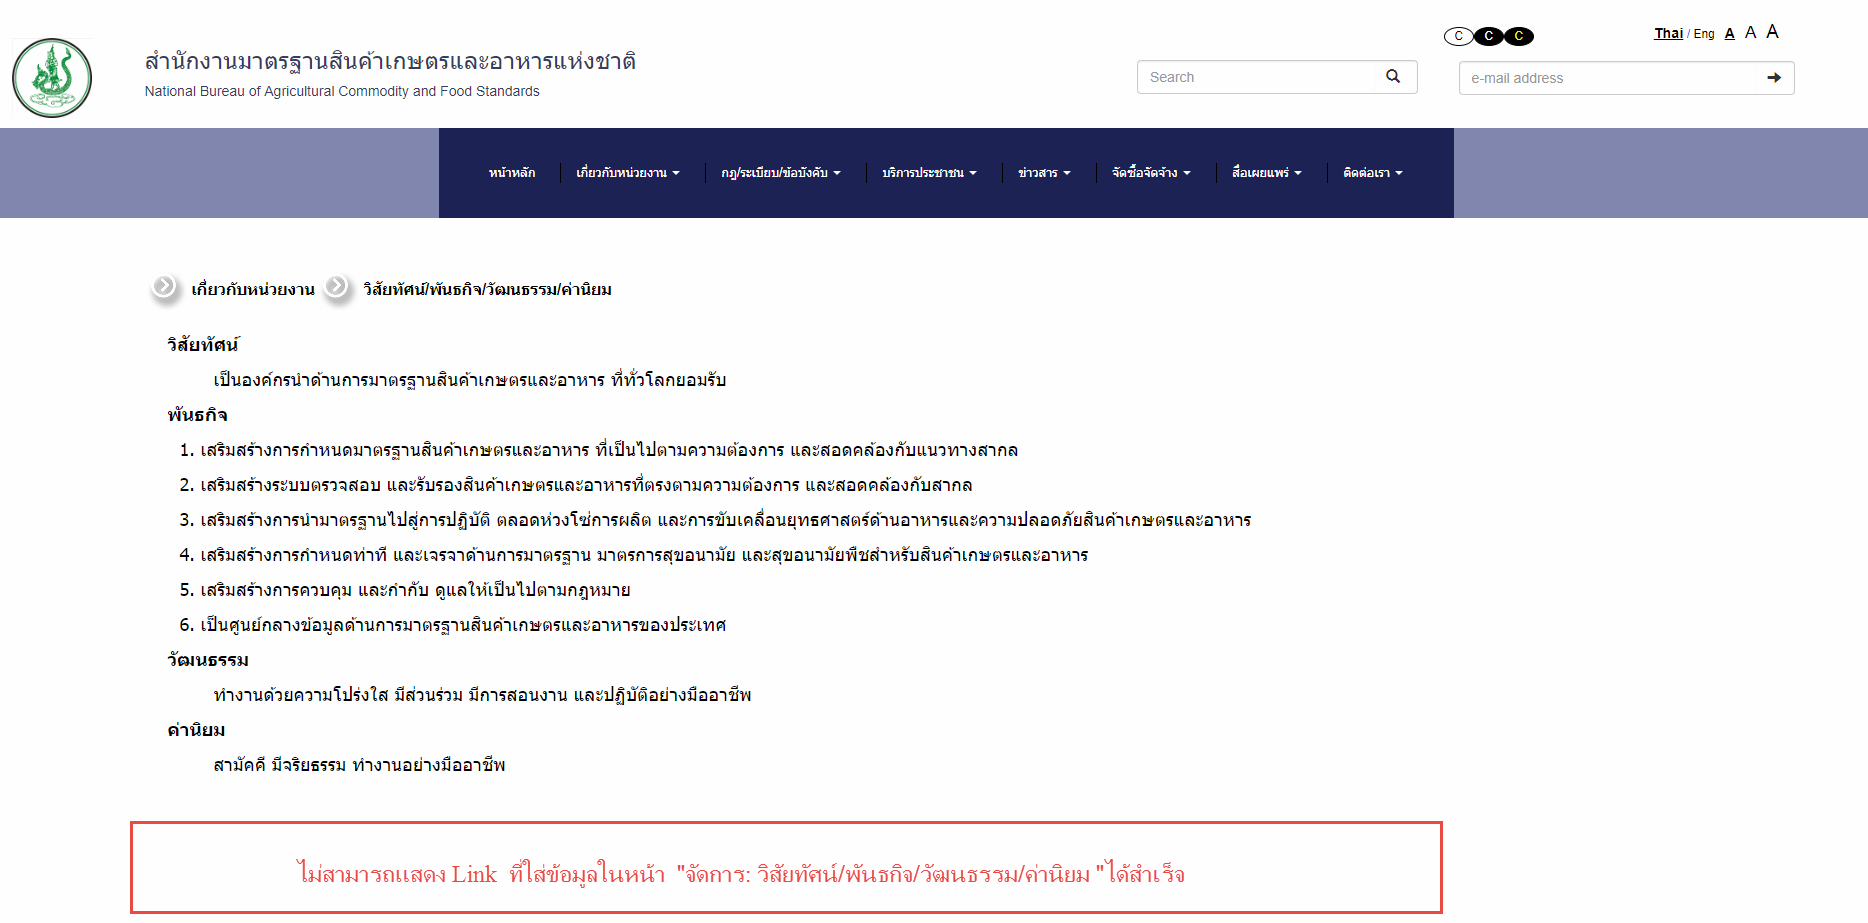 C C C
Thai / Eng A A A
สำนักงานมาตรฐานสินค้าเกษตรและอาหารแห่งชาติ
National Bureau of Agricultural Commodity and Food Standards
Search
e-mail address
หน้าหลัก เกี่ยวกับหน่วยงาน กฎ/ระเบียบ/ข้อบังคับ บริการประชาชน ข่าวสาร จัดซื้อจัดจ้าง สื่อเผยแพร่ ติดต่อเรา
เกี่ยวกับหน่วยงาน วิสัยทัศน์/พันธกิจ/วัฒนธรรม/ค่านิยม
วิสัยทัศน์
เป็นองค์กรนำด้านการมาตรฐานสินค้าเกษตรและอาหาร ที่ทั่วโลกยอมรับ
พันธกิจ
1. เสริมสร้างการกำหนดมาตรฐานสินค้าเกษตรและอาหาร ที่เป็นไปตามความต้องการ และสอดคล้องกับแนวทางสากล
2. เสริมสร้างระบบตรวจสอบ และรับรองสินค้าเกษตรและอาหารที่ตรงตามความต้องการ และสอดคล้องกับสากล
3. เสริมสร้างการนำมาตรฐานไปสู่การปฏิบัติ ตลอดห่วงโซ่การผลิต และการขับเคลื่อนยุทธศาสตร์ด้านอาหารและความปลอดภัยสินค้าเกษตรและอาหาร
4. เสริมสร้างการกำหนดท่าที และเจรจาด้านการมาตรฐาน มาตรการสุขอนามัย และสุขอนามัยพืชสำหรับสินค้าเกษตรและอาหาร
5. เสริมสร้างการควบคุม และกำกับ ดูแลให้เป็นไปตามกฎหมาย
6. เป็นศูนย์กลางข้อมูลด้านการมาตรฐานสินค้าเกษตรและอาหารของประเทศ
วัฒนธรรม
ทำงานด้วยความโปร่งใส มีส่วนร่วม มีการสอนงาน และปฏิบัติอย่างมืออาชีพ
ค่านิยม
สามัคคี มีจริยธรรม ทำงานอย่างมืออาชีพ
ไม่สามารถแสดง Link ที่ใส่ข้อมูลในหน้า "จัดการ: วิสัยทัศน์/พันธกิจ/วัฒนธรรม/ค่านิยม "ได้สำเร็จ